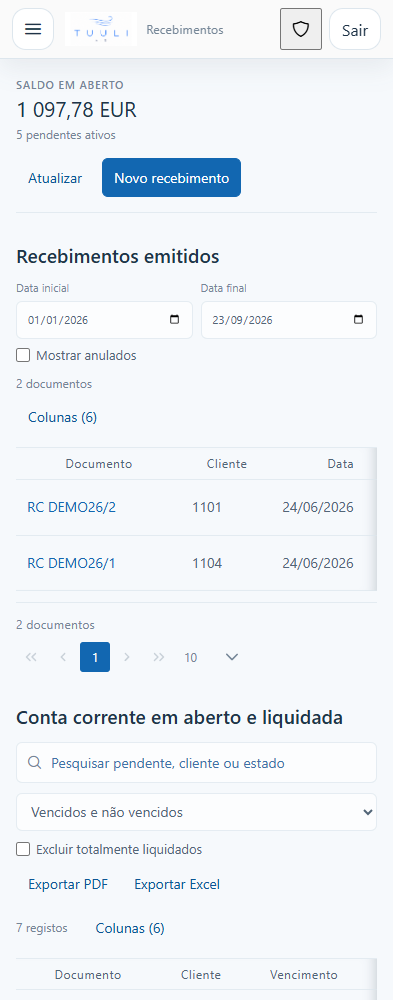 TUULI
Recebimentos
Sair
SALDO EM ABERTO
1 097,78 EUR
5 pendentes ativos
Atualizar
Novo recebimento
Recebimentos emitidos
Data inicial
Data final
01/01/2026
23/09/2026
Mostrar anulados
2 documentos
Colunas (6)
Documento Cliente Data
RC DEMO26/2 1101 24/06/2026
RC DEMO26/1 1104 24/06/2026
2 documentos
1 10
Conta corrente em aberto e liquidada
Pesquisar pendente, cliente ou estado
Vencidos e não vencidos
Excluir totalmente liquidados
Exportar PDF Exportar Excel
7 registos Colunas (6)
Documento Cliente Vencimento